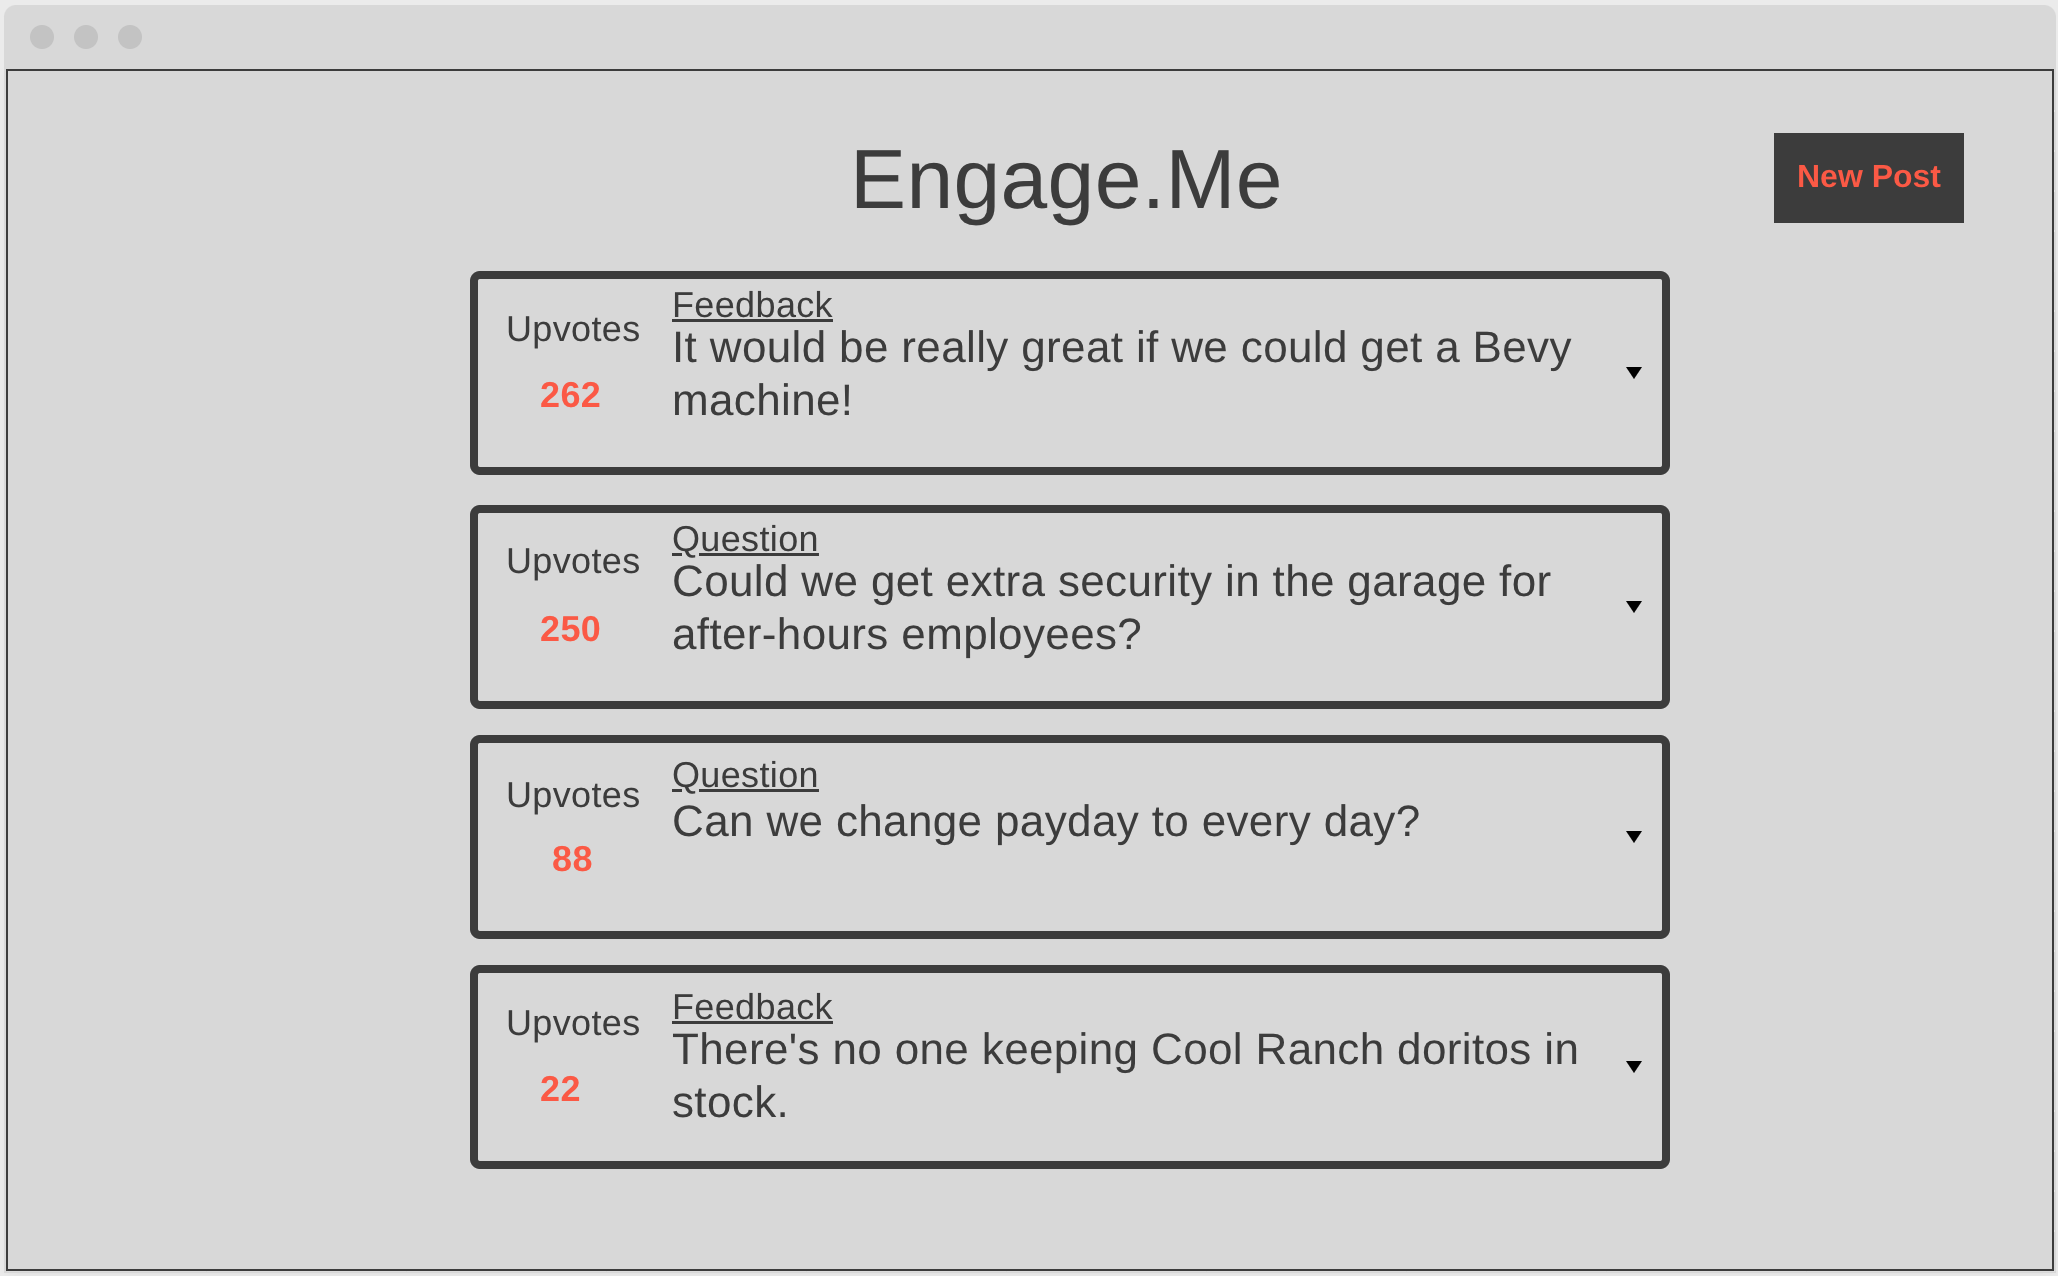 Engage.Me
New Post
Upvotes
262
Feedback
It would be really great if we could get a Bevy
machine!
Upvotes
250
Question
Could we get extra security in the garage for
after-hours employees?
Upvotes
88
Question
Can we change payday to every day?
Upvotes
22
Feedback
There's no one keeping Cool Ranch doritos in
stock.